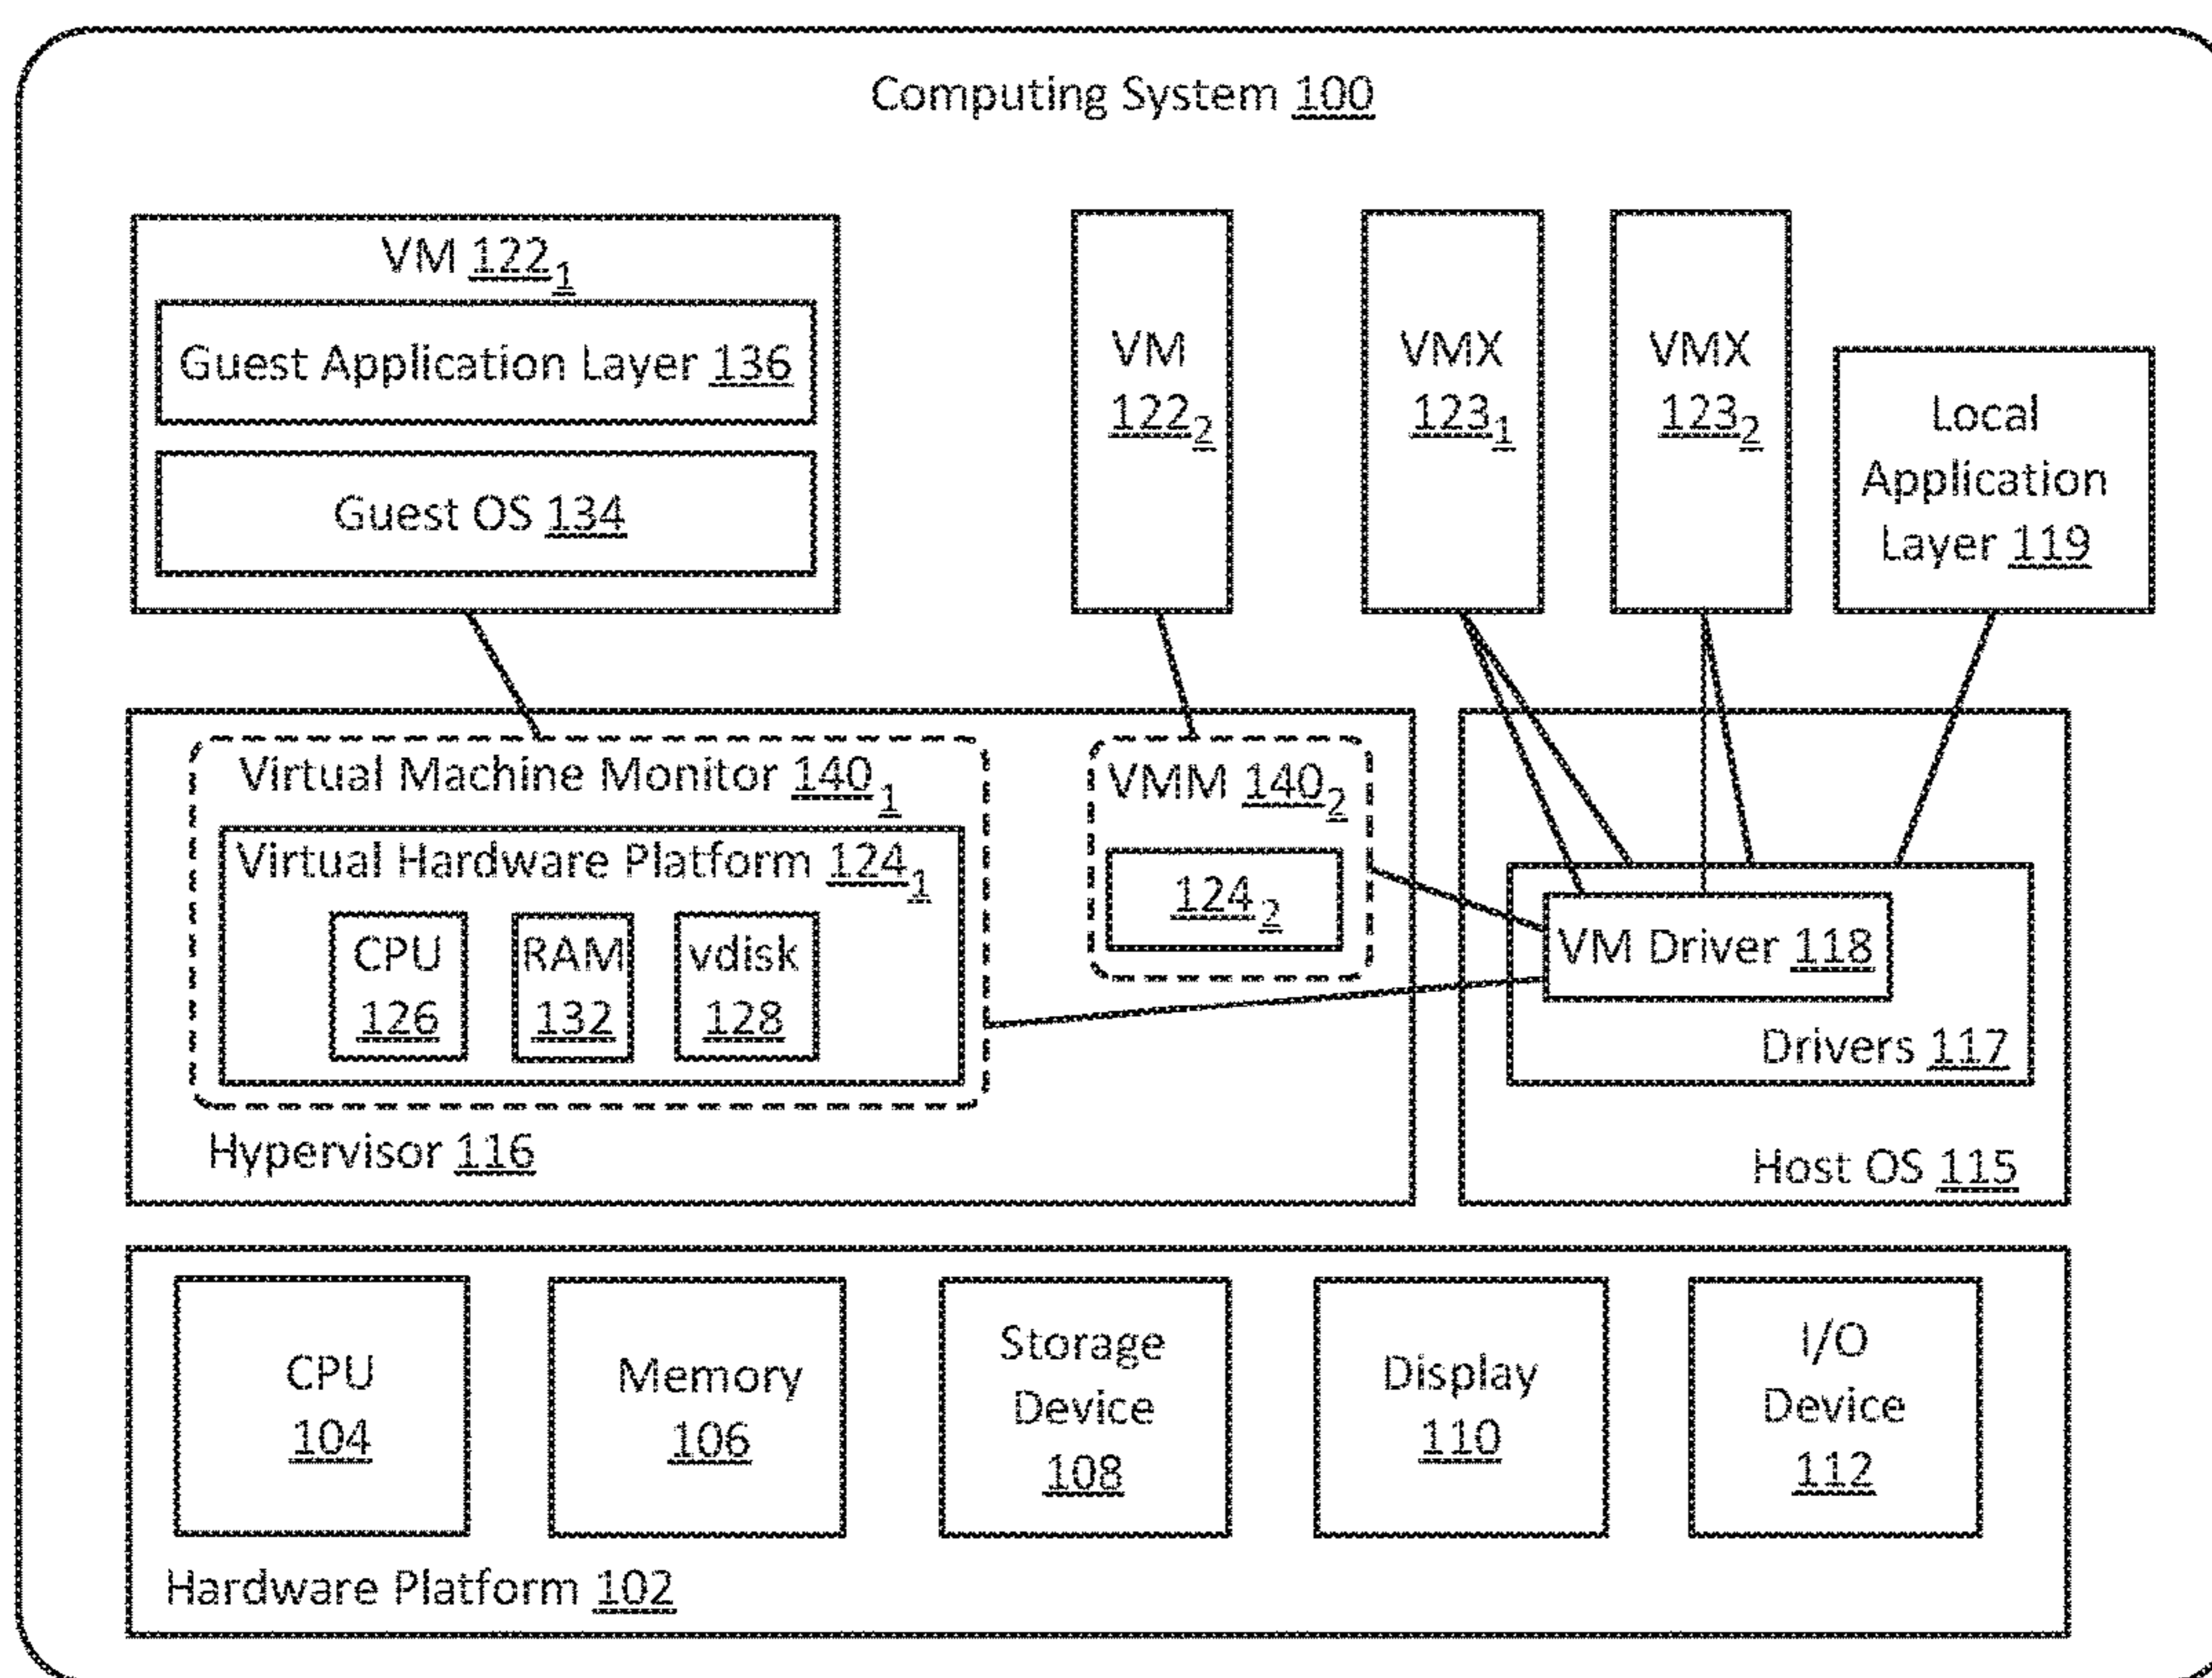 Computing System 100
VM 122₁
Guest Application Layer 136
Guest OS 134
VM
122₂
VMX
123₁
VMX
123₂
Local
Application
Layer 119
Virtual Machine Monitor 140₁
Virtual Hardware Platform 124₁
CPU
126
RAM
132
vdisk
128
Hypervisor 116
VMM 140₂
124₂
VM Driver 118
Drivers 117
Host OS 115
CPU
104
Memory
106
Storage
Device
108
Display
110
I/O
Device
112
Hardware Platform 102